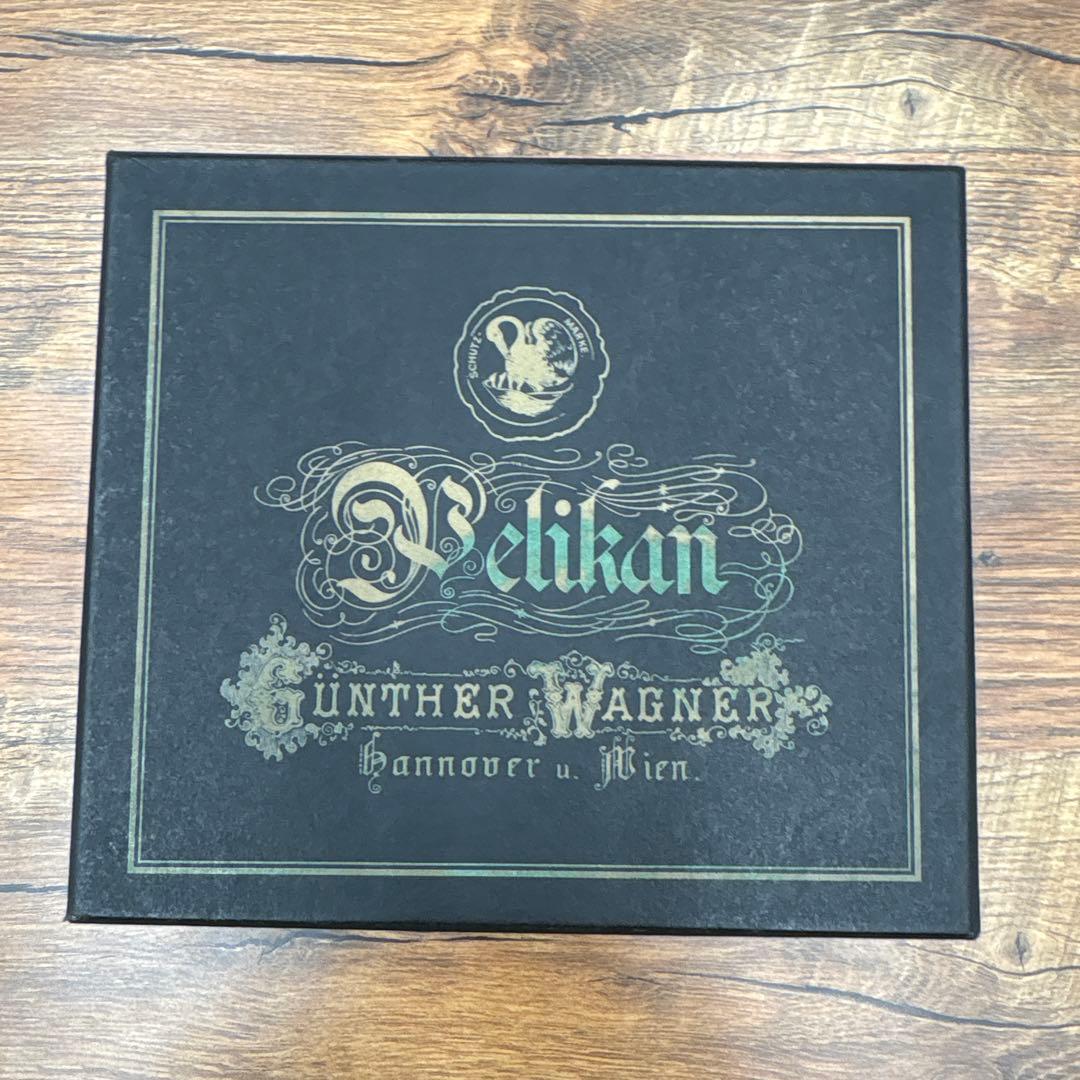 SCHUTZ-MARKE
Pelikan
GÜNTHER WAGNER
Hannover u. Wien.